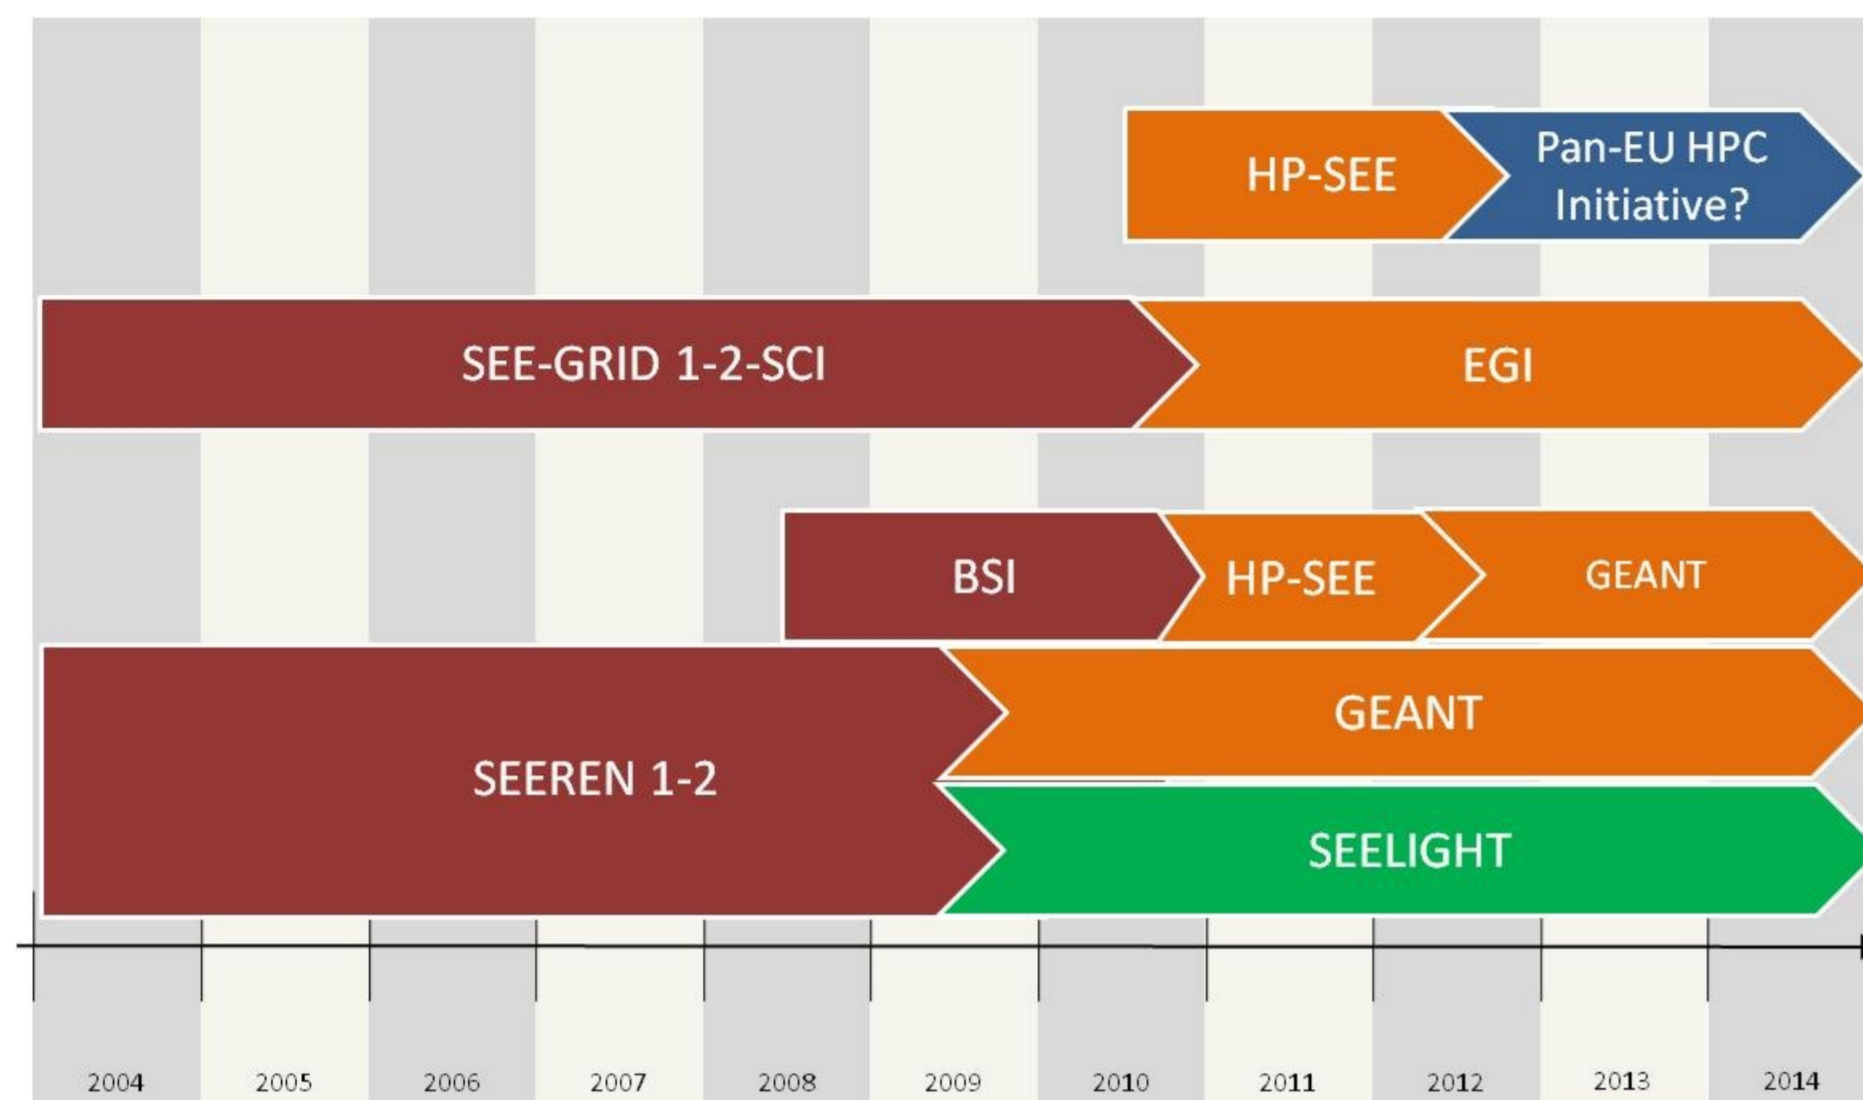 HP-SEE
Pan-EU HPC
Initiative?
SEE-GRID 1-2-SCI
EGI
BSI
HP-SEE
GEANT
GEANT
SEEREN 1-2
SEELIGHT
2004 2005 2006 2007 2008 2009 2010 2011 2012 2013 2014